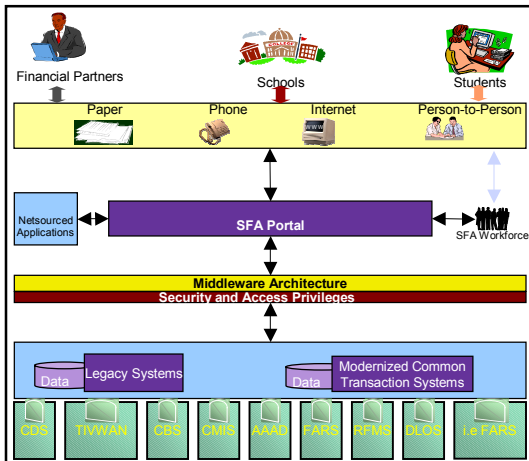 COLLEGE
Financial Partners
Schools
Students
Paper
Phone
Internet
Person-to-Person
WWW
Netsourced
Applications
SFA Portal
SFA Workforce
Middleware Architecture
Security and Access Privileges
Data
Legacy Systems
Data
Modernized Common
Transaction Systems
CDS
TIVWAN
CBS
CMIS
AAAD
FARS
RFMS
DLOS
i.e FARS